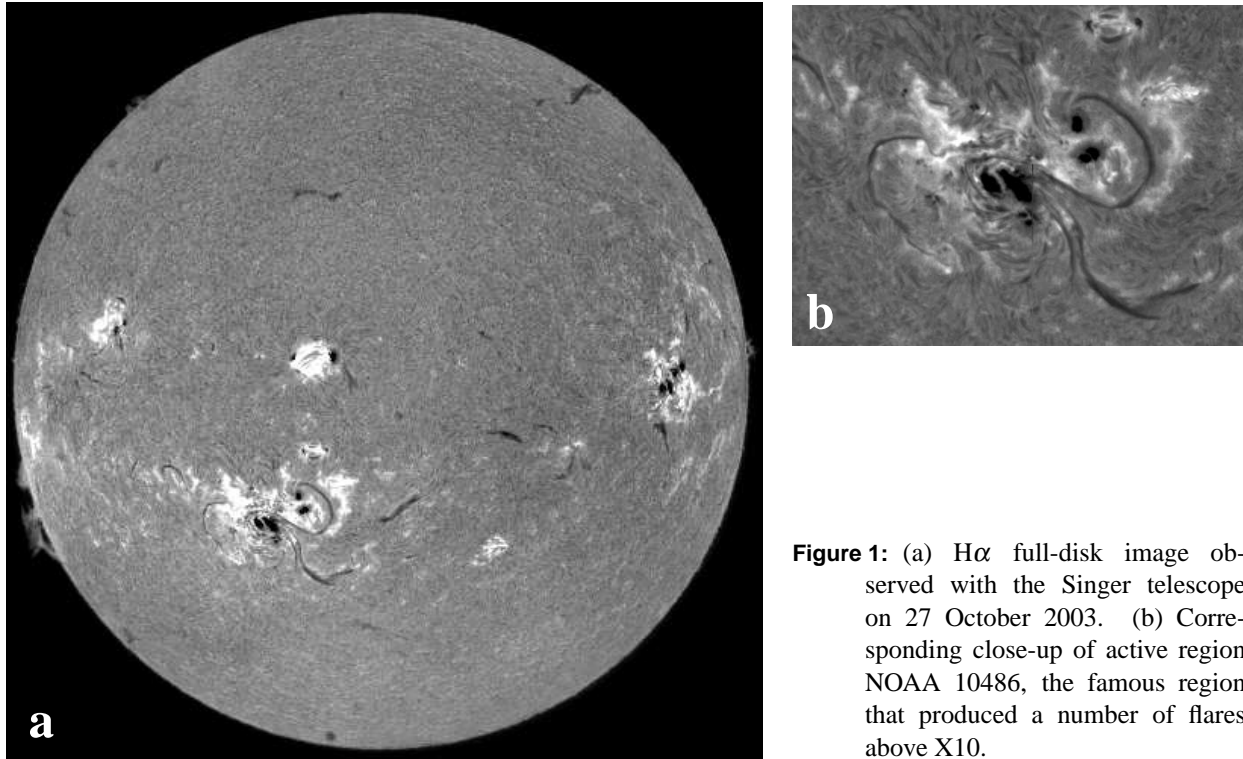 a
b
Figure 1: (a) Hα full-disk image ob-
served with the Singer telescope
on 27 October 2003. (b) Corre-
sponding close-up of active region
NOAA 10486, the famous region
that produced a number of flares
above X10.